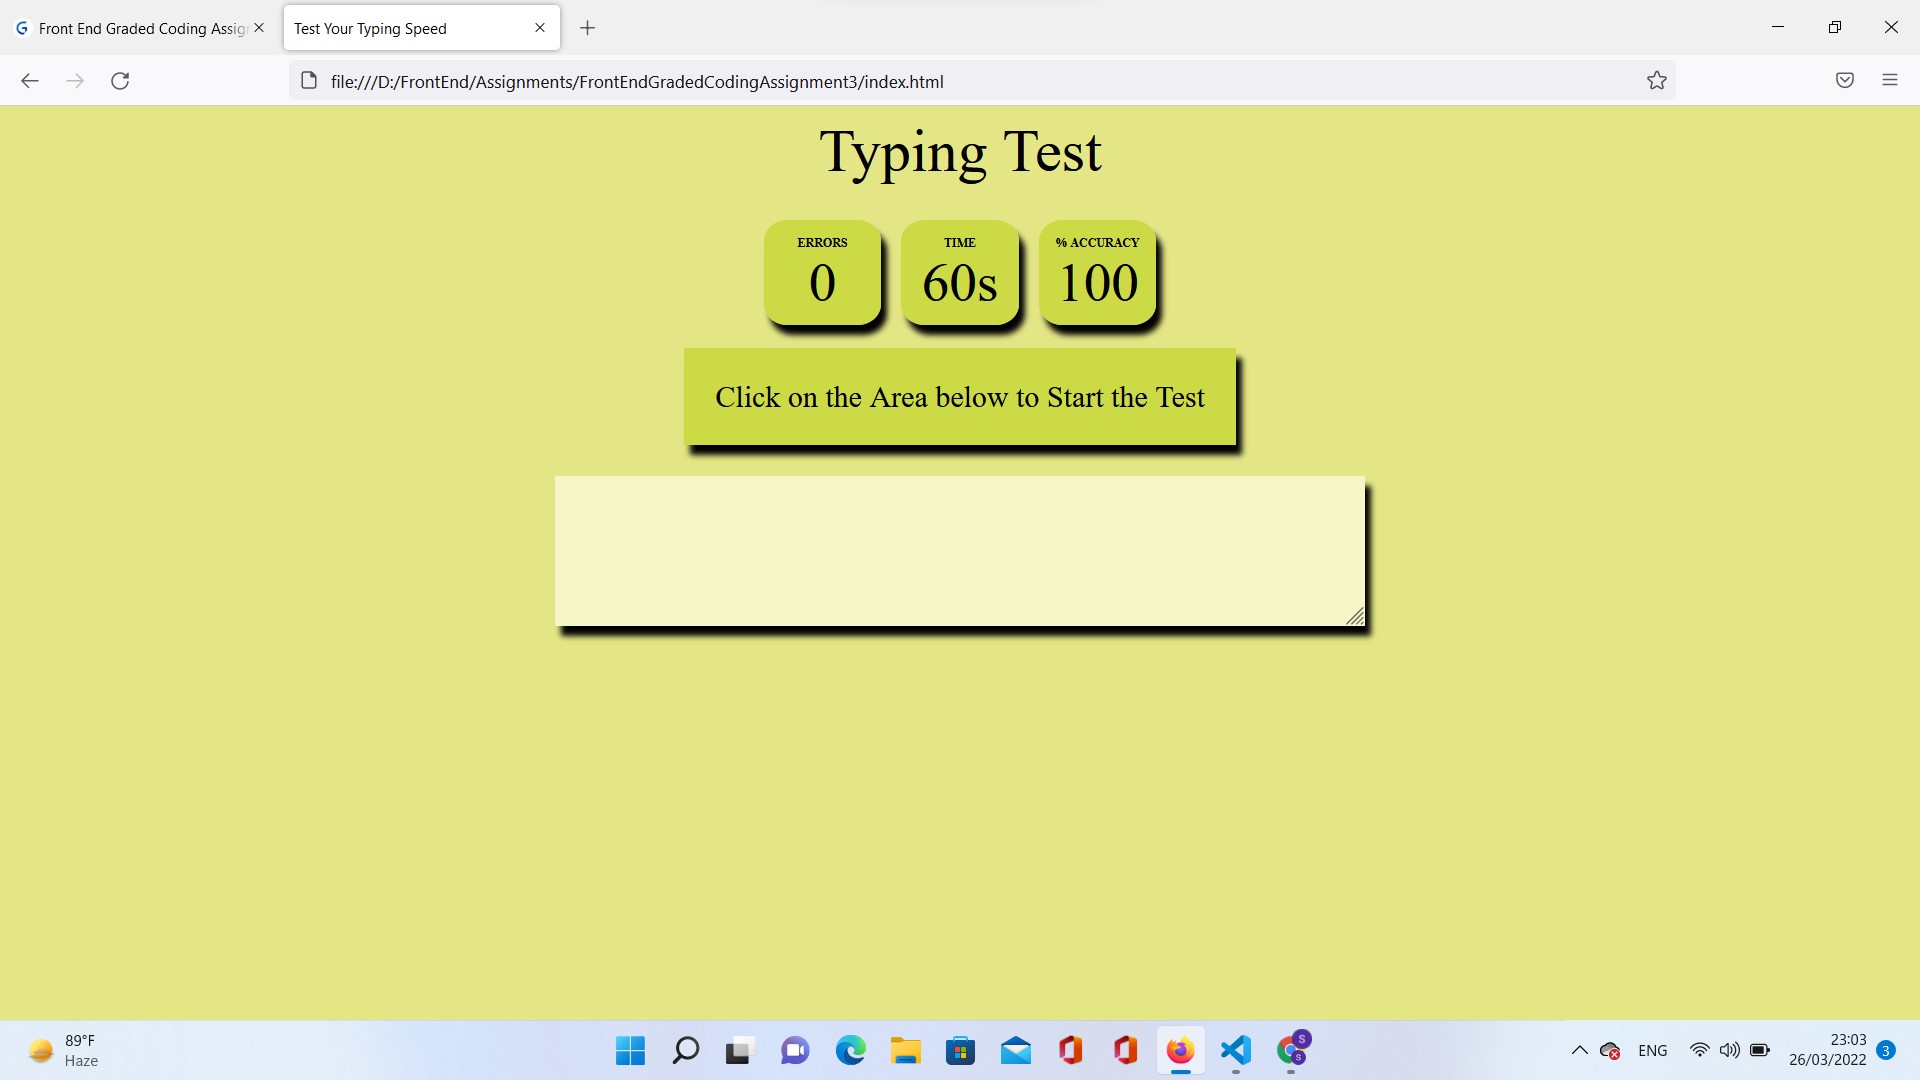 Front End Graded Coding Assig
Test Your Typing Speed
file:///D:/FrontEnd/Assignments/FrontEndGradedCodingAssignment3/index.html
Typing Test
ERRORS
0
TIME
60s
% ACCURACY
100
Click on the Area below to Start the Test
89°F
Haze
S
S
ENG
23:03
26/03/2022
3